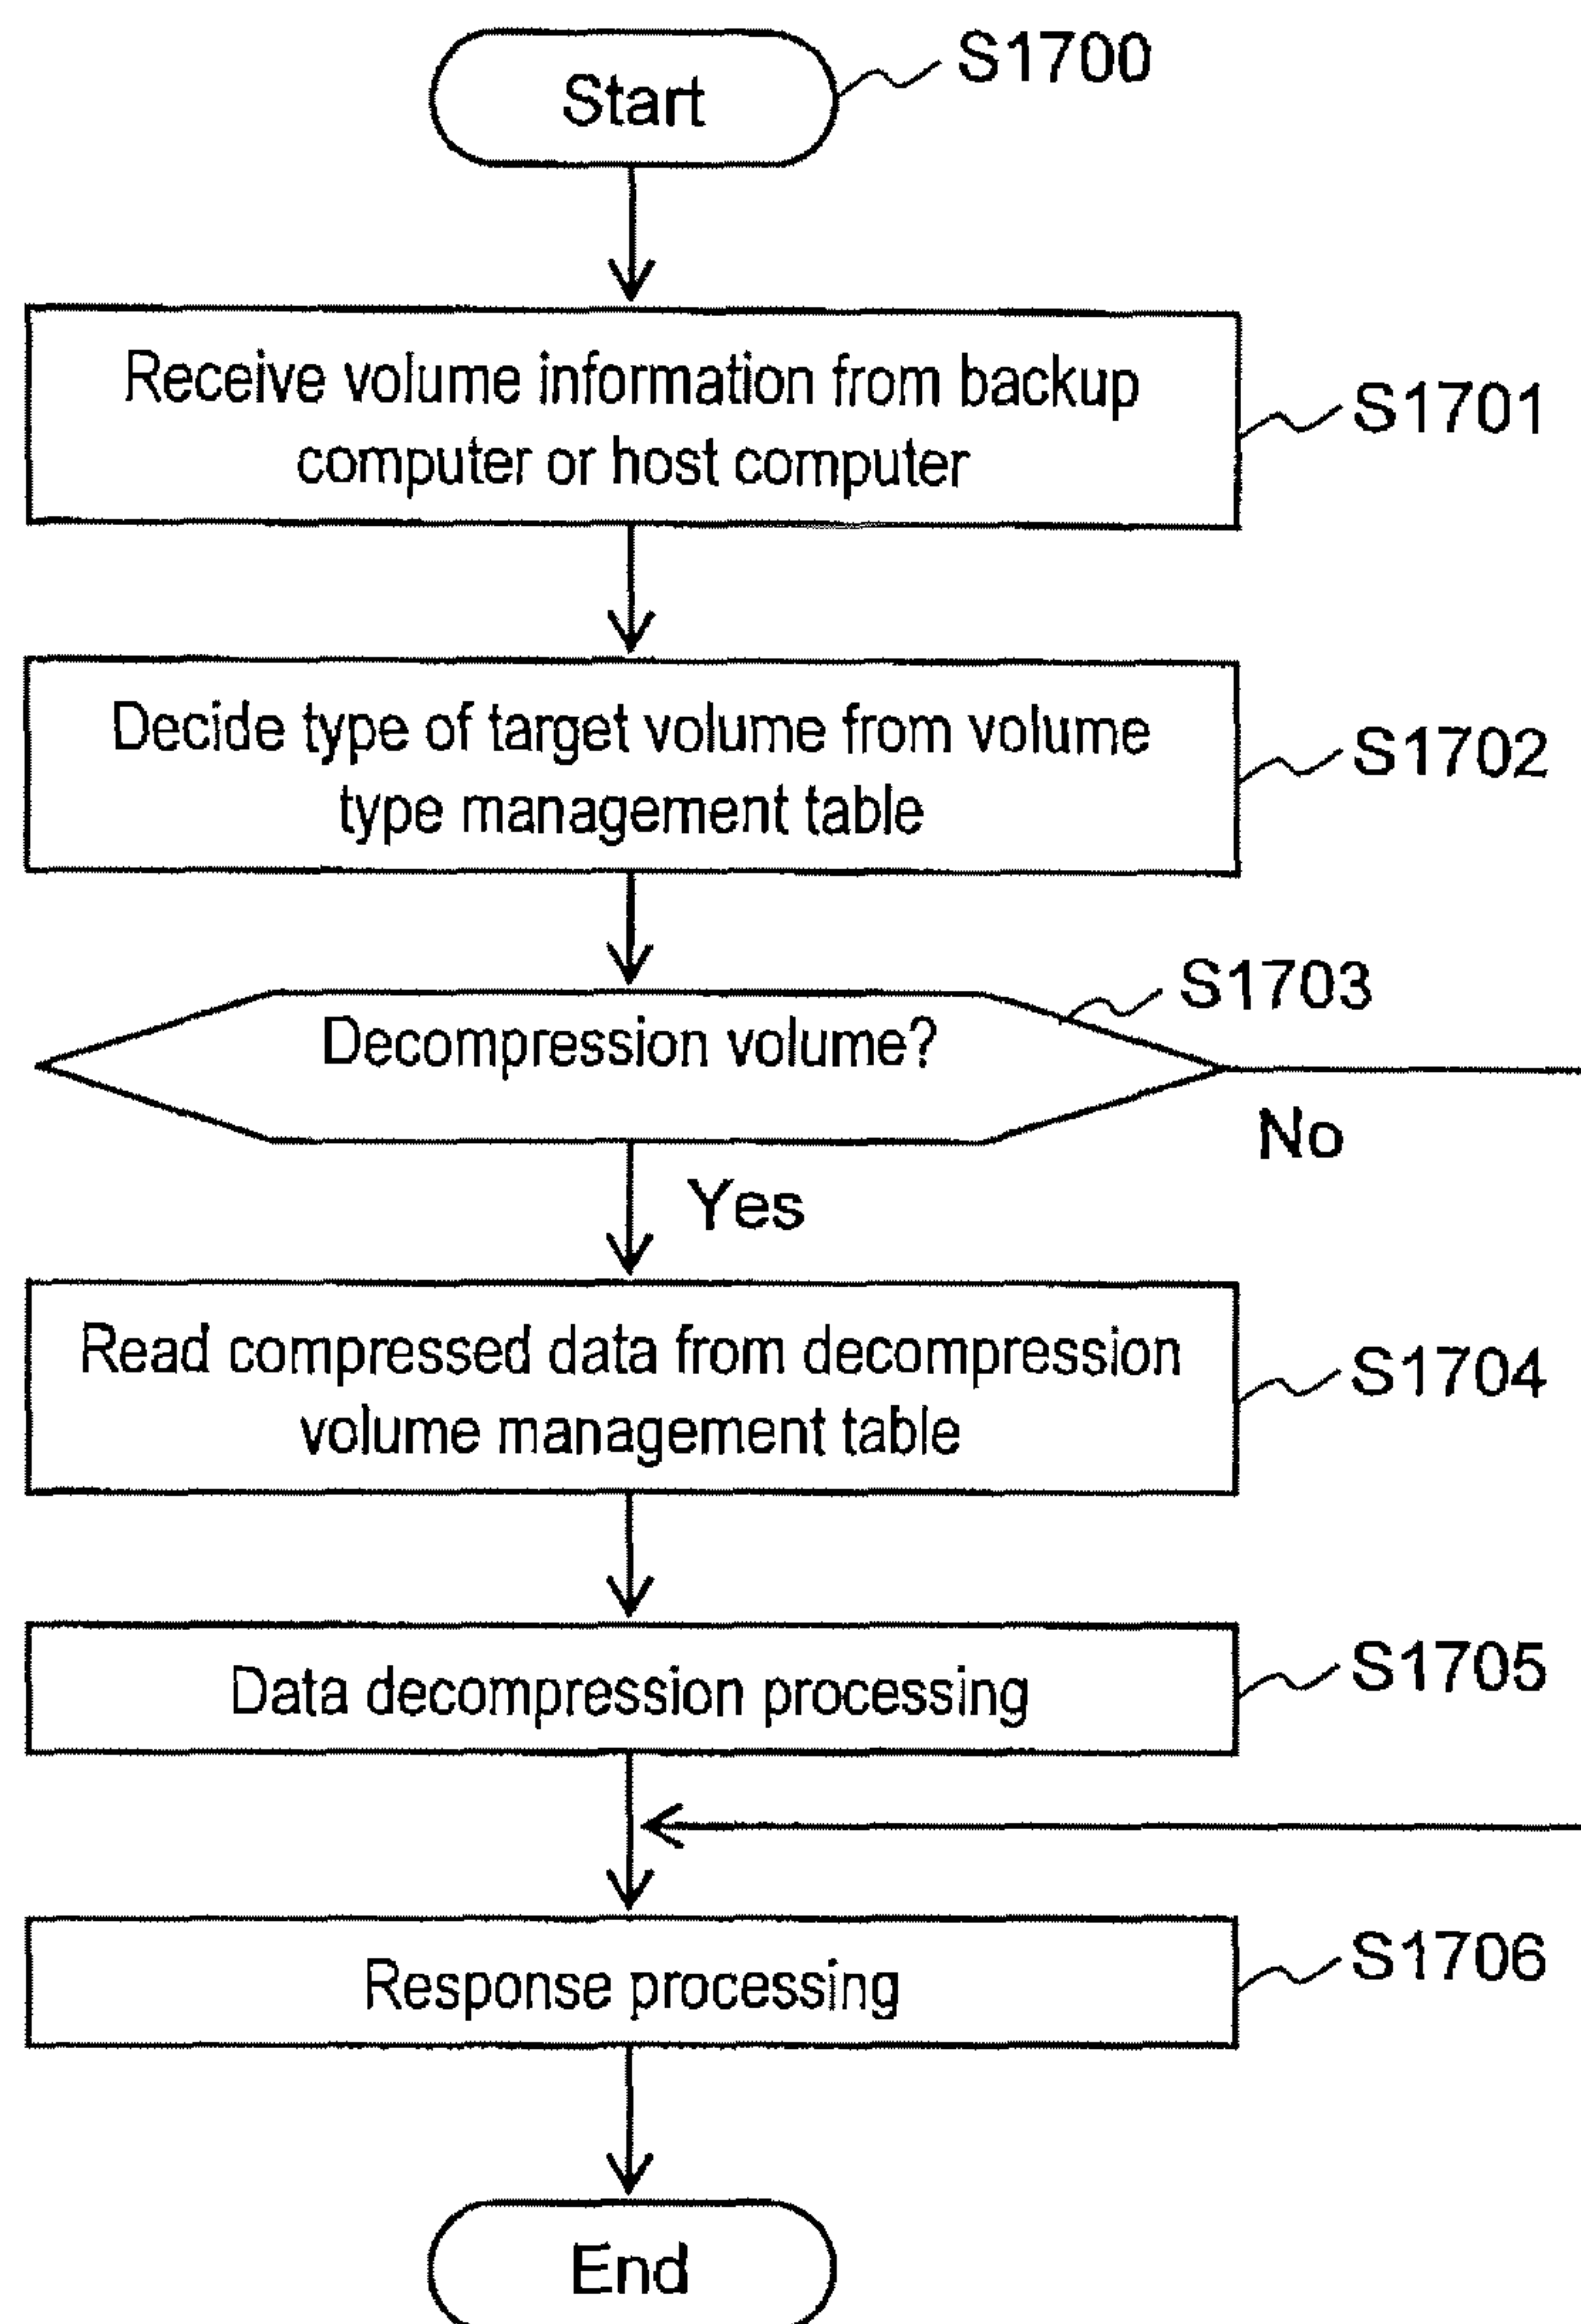 Start
S1700
Receive volume information from backup
computer or host computer
S1701
Decide type of target volume from volume
type management table
S1702
Decompression volume?
S1703
No
Yes
Read compressed data from decompression
volume management table
S1704
Data decompression processing
S1705
Response processing
S1706
End